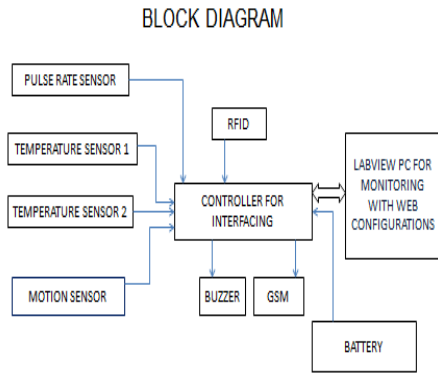 BLOCK DIAGRAM
PULSE RATE SENSOR
RFID
TEMPERATURE SENSOR 1
LABVIEW PC FOR
MONITORING
WITH WEB
CONFIGURATIONS
TEMPERATURE SENSOR 2
CONTROLLER FOR
INTERFACING
MOTION SENSOR
BUZZER
GSM
BATTERY